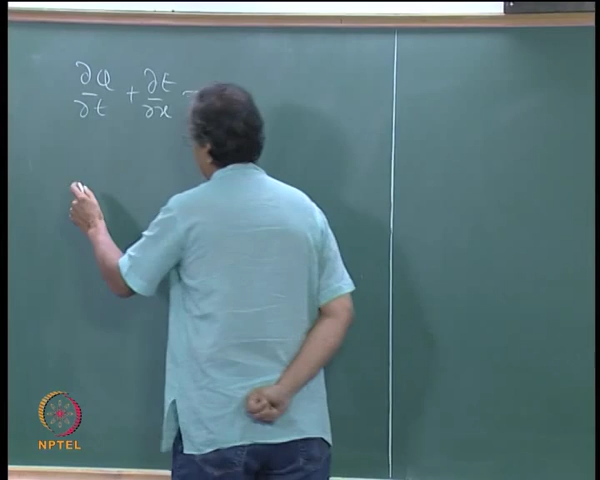 ∂Q/∂t + ∂E/∂x =
NPTEL